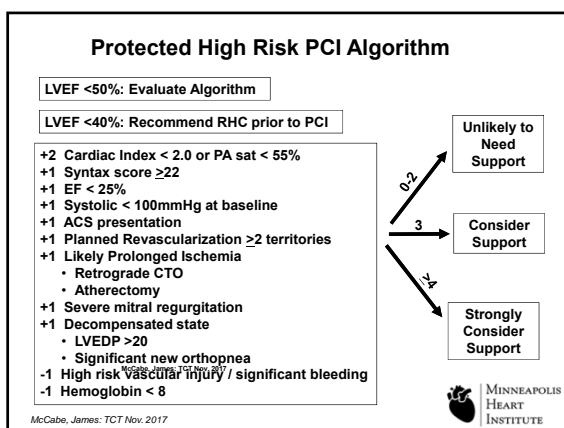 Protected High Risk PCI Algorithm
LVEF <50%: Evaluate Algorithm
LVEF <40%: Recommend RHC prior to PCI
+2 Cardiac Index < 2.0 or PA sat < 55%
+1 Syntax score ≥22
+1 EF < 25%
+1 Systolic < 100mmHg at baseline
+1 ACS presentation
+1 Planned Revascularization ≥2 territories
+1 Likely Prolonged Ischemia
• Retrograde CTO
• Atherectomy
+1 Severe mitral regurgitation
+1 Decompensated state
• LVEDP >20
• Significant new orthopnea
McCabe, James: TCT Nov. 2017
-1 High risk vascular injury / significant bleeding
-1 Hemoglobin < 8
0-2
Unlikely to
Need
Support
3
Consider
Support
≥4
Strongly
Consider
Support
McCabe, James: TCT Nov. 2017
MINNEAPOLIS
HEART
INSTITUTE